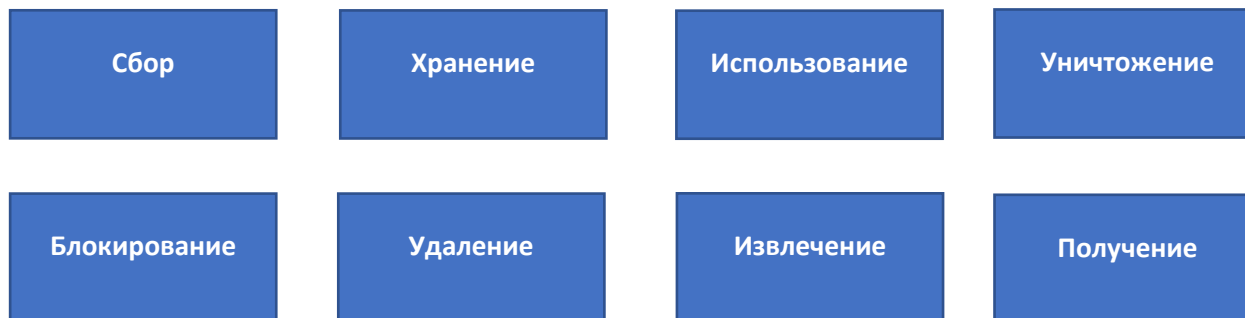 Сбор
Хранение
Использование
Уничтожение
Блокирование
Удаление
Извлечение
Получение